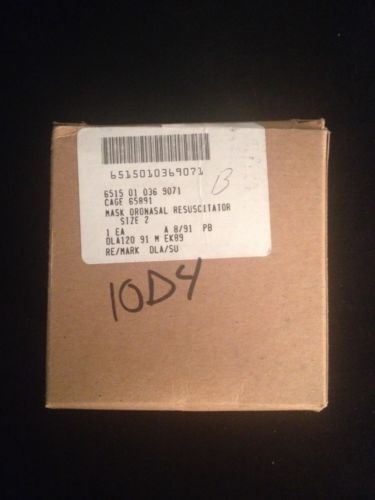 6515010369071
6515 01 036 9071
CAGE 65891
MASK ORONASAL RESUSCITATOR
SIZE 2
1 EA A 8/91 PB
DLA120 91 M EK89
RE/MARK DLA/SU
B
10D4